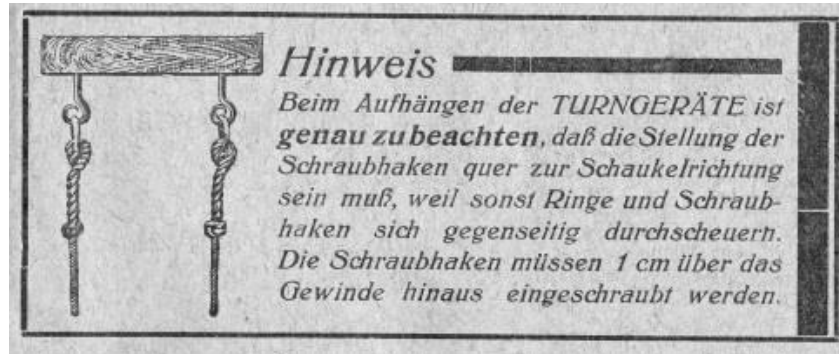 Hinweis
Beim Aufhängen der TURNGERÄTE ist
genau zu beachten, daß die Stellung der
Schraubhaken quer zur Schaukelrichtung
sein muß, weil sonst Ringe und Schraub-
haken sich gegenseitig durchscheuern.
Die Schraubhaken müssen 1 cm über das
Gewinde hinaus eingeschraubt werden.